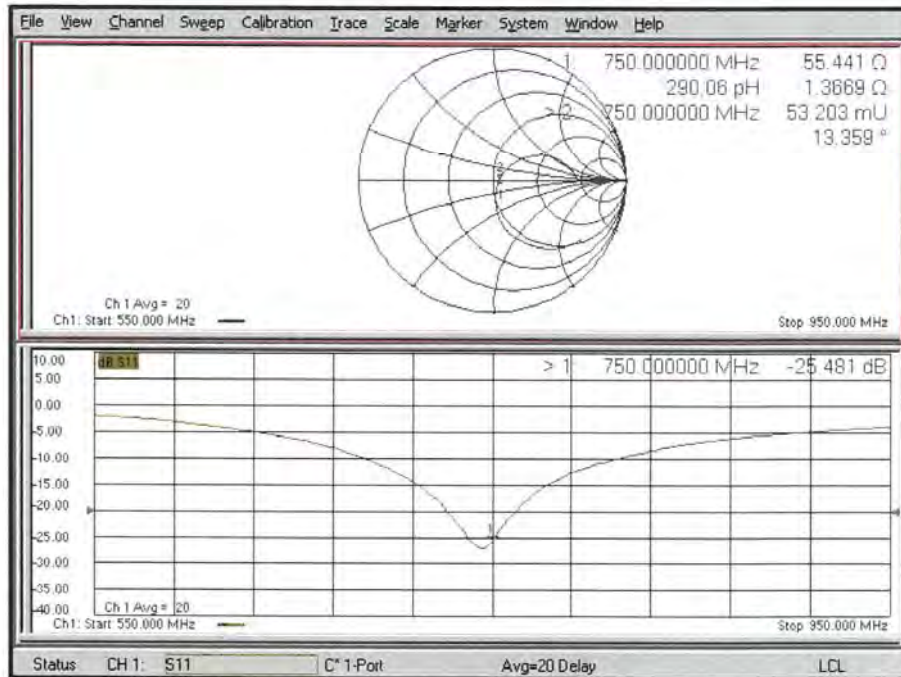 File View Channel Sweep Calibration Trace Scale Marker System Window Help
1 750.000000 MHz 55.441 Ω
290.06 pH 1.3669 Ω
> 2 750.000000 MHz 53.203 mU
13.359 °
Ch 1 Avg = 20
Ch1: Start 550.000 MHz Stop 950.000 MHz
10.00 dB S11 > 1 750.000000 MHz -25.481 dB
5.00
0.00
-5.00
-10.00
-15.00
-20.00
-25.00 1
-30.00
-35.00
-40.00 Ch 1 Avg = 20
Ch1: Start 550.000 MHz Stop 950.000 MHz
Status CH 1: S11 C* 1-Port Avg=20 Delay LCL